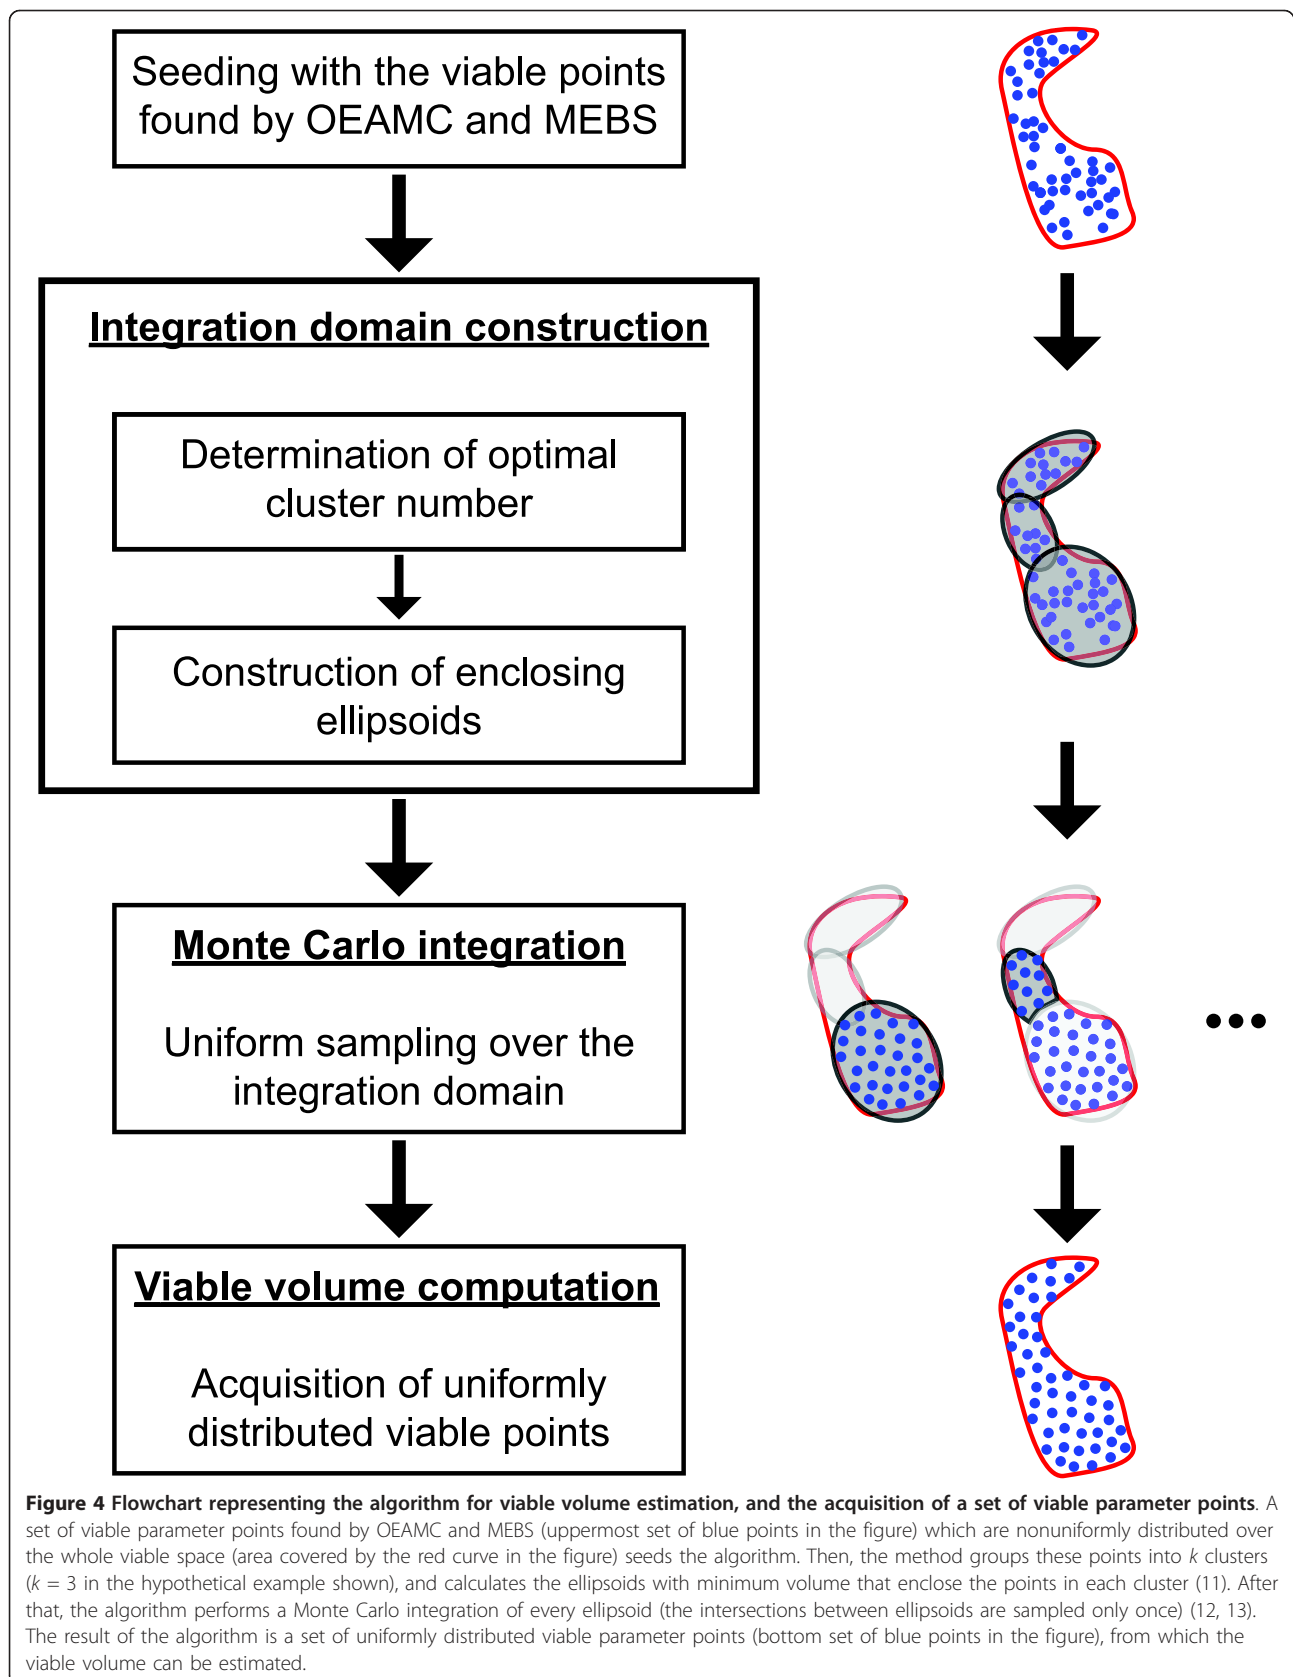 Seeding with the viable points
found by OEAMC and MEBS
Integration domain construction
Determination of optimal
cluster number
Construction of enclosing
ellipsoids
Monte Carlo integration
Uniform sampling over the
integration domain
Viable volume computation
Acquisition of uniformly
distributed viable points
Figure 4 Flowchart representing the algorithm for viable volume estimation, and the acquisition of a set of viable parameter points. A
set of viable parameter points found by OEAMC and MEBS (uppermost set of blue points in the figure) which are nonuniformly distributed over
the whole viable space (area covered by the red curve in the figure) seeds the algorithm. Then, the method groups these points into k clusters
(k = 3 in the hypothetical example shown), and calculates the ellipsoids with minimum volume that enclose the points in each cluster (11). After
that, the algorithm performs a Monte Carlo integration of every ellipsoid (the intersections between ellipsoids are sampled only once) (12, 13).
The result of the algorithm is a set of uniformly distributed viable parameter points (bottom set of blue points in the figure), from which the
viable volume can be estimated.